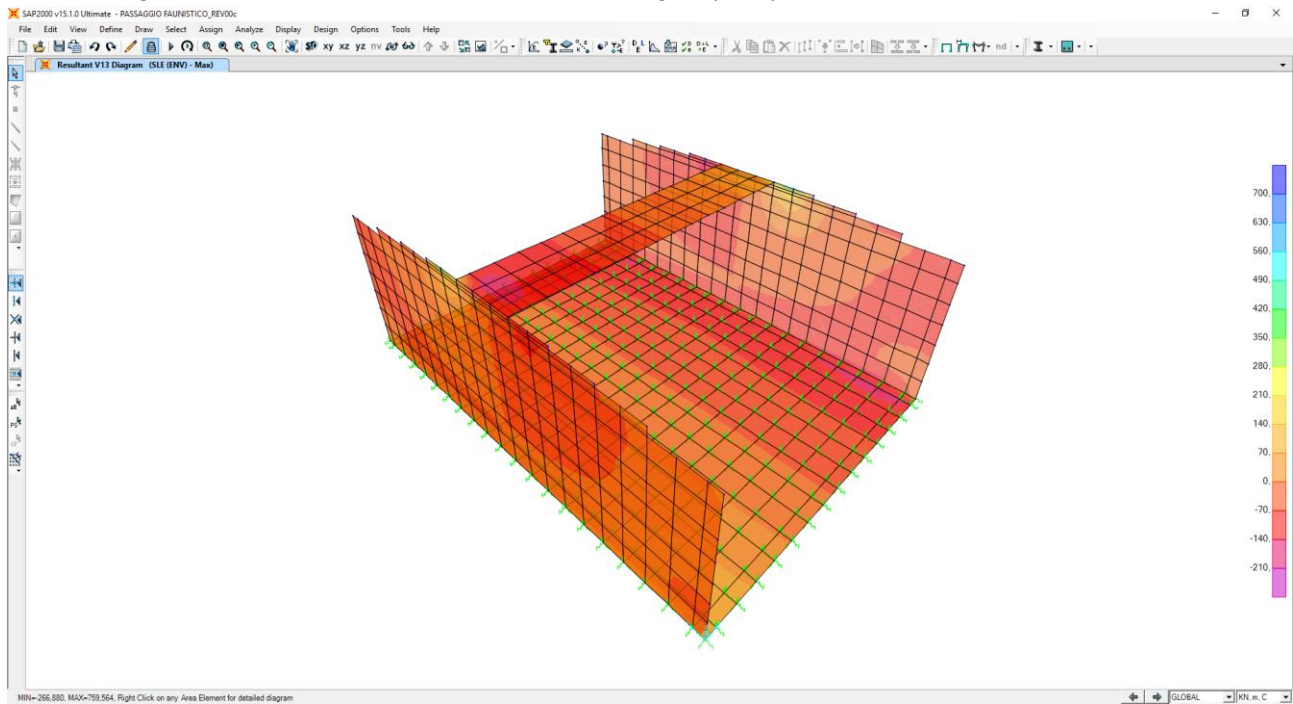 SAP2000 v15.1.0 Ultimate - PASSAGGIO FAUNISTICO_REV00c
File Edit View Define Draw Select Assign Analyze Display Design Options Tools Help
xy xz yz nv nd
Resultant V13 Diagram (SLE (ENV) - Max)
700.
630.
560.
490.
420.
350.
280.
210.
140.
70.
0.
-70.
-140.
-210.
MIN=-266.880, MAX=759.564, Right Click on any Area Element for detailed diagram
GLOBAL
KN, m, C